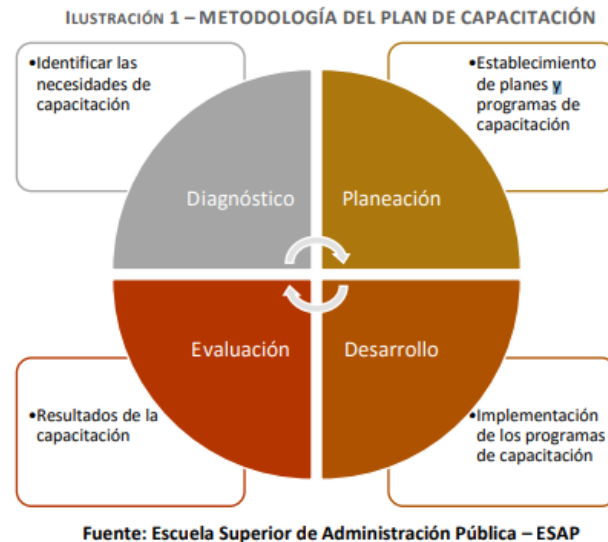 ILUSTRACIÓN 1 – METODOLOGÍA DEL PLAN DE CAPACITACIÓN
•Identificar las
necesidades de
capacitación
•Establecimiento
de planes y
programas de
capacitación
Diagnóstico
Planeación
Evaluación
Desarrollo
•Resultados de la
capacitación
•Implementación
de los programas
de capacitación
Fuente: Escuela Superior de Administración Pública – ESAP